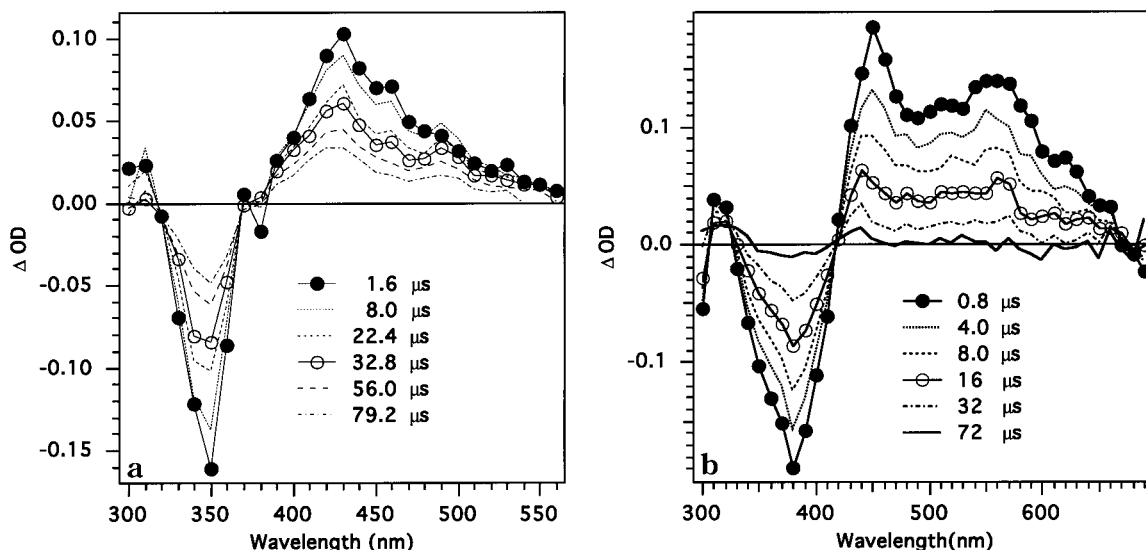 0.10
0.05
0.00
-0.05
-0.10
-0.15
Δ OD
1.6 μs
8.0 μs
22.4 μs
32.8 μs
56.0 μs
79.2 μs
a
300 350 400 450 500 550
Wavelength (nm)
0.1
0.0
-0.1
Δ OD
0.8 μs
4.0 μs
8.0 μs
16 μs
32 μs
72 μs
b
300 400 500 600
Wavelength(nm)